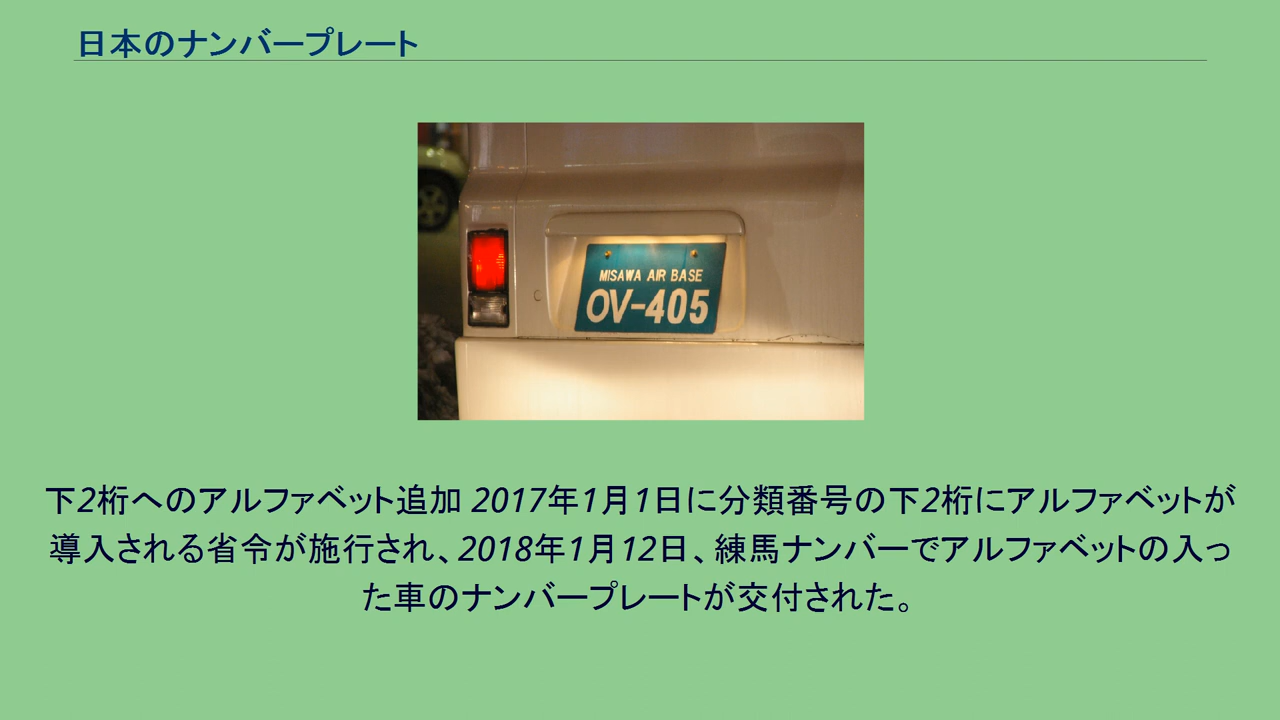 日本のナンバープレート
MISAWA AIR BASE
OV-405
下2桁へのアルファベット追加 2017年1月1日に分類番号の下2桁にアルファベットが
導入される省令が施行され、2018年1月12日、練馬ナンバーでアルファベットの入っ
た車のナンバープレートが交付された。